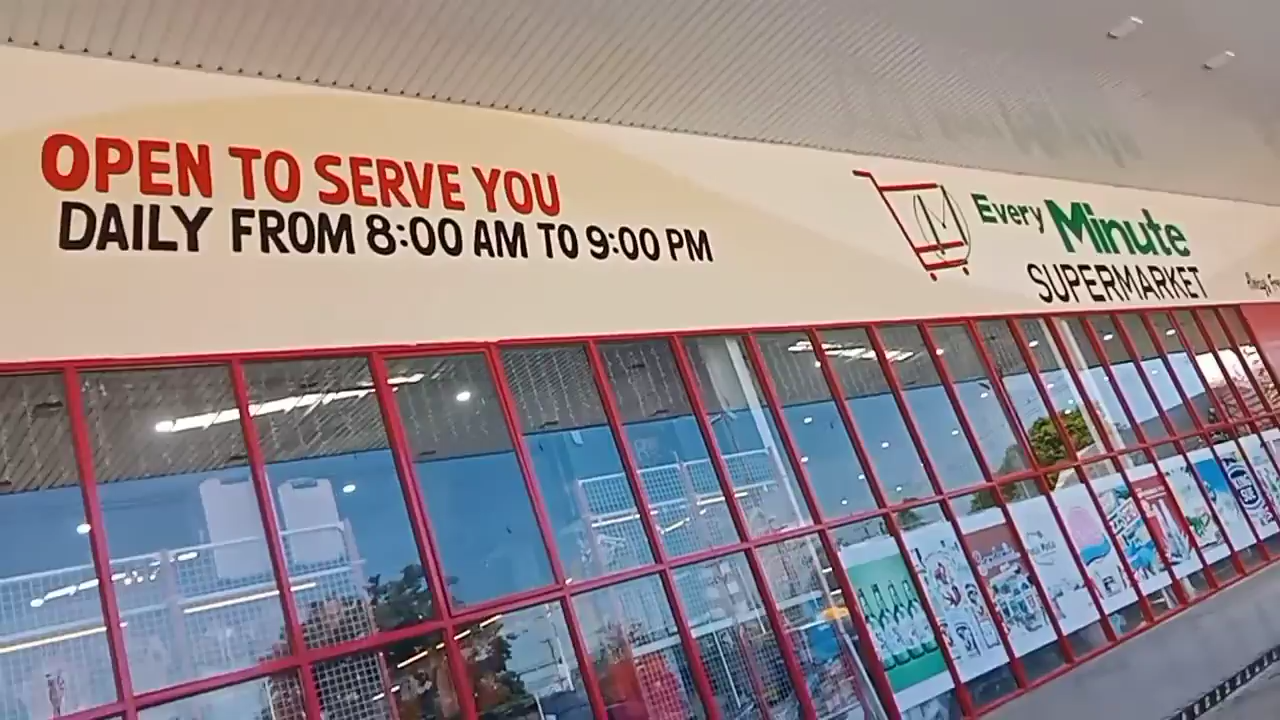 OPEN TO SERVE YOU
DAILY FROM 8:00 AM TO 9:00 PM
Every Minute
SUPERMARKET